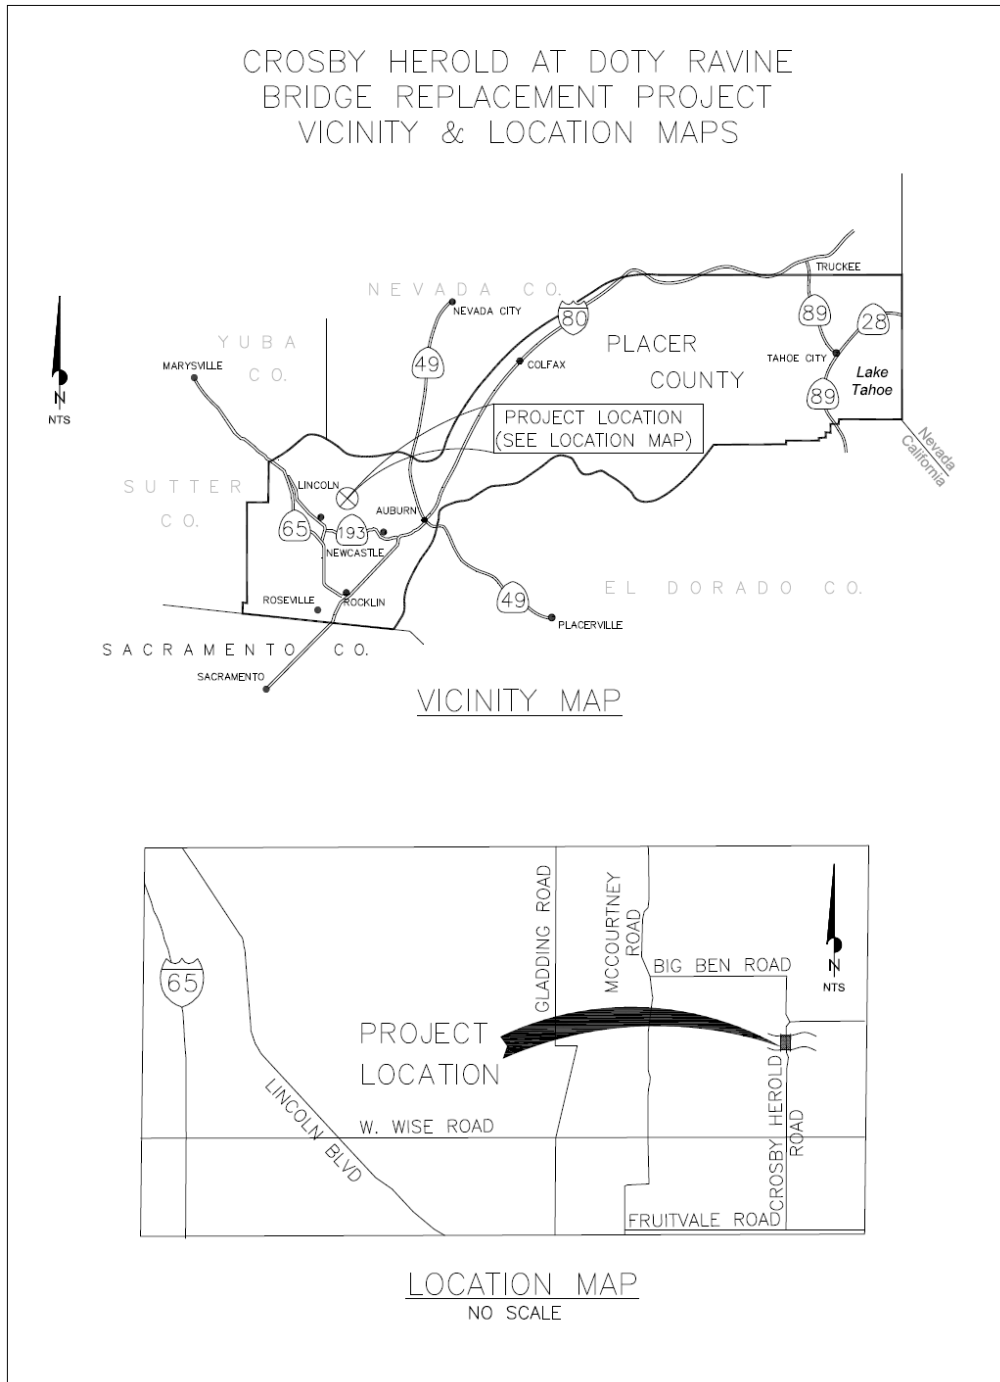 CROSBY HEROLD AT DOTY RAVINE
BRIDGE REPLACEMENT PROJECT
VICINITY & LOCATION MAPS
TRUCKEE
NEVADA CO.
NEVADA CITY
80
89
28
YUBA
CO.
PLACER
COUNTY
49
MARYSVILLE
COLFAX
TAHOE CITY
Lake
Tahoe
89
N
NTS
PROJECT LOCATION
(SEE LOCATION MAP)
Nevada
California
SUTTER
CO.
LINCOLN
AUBURN
65
193
NEWCASTLE
EL DORADO CO.
ROSEVILLE
ROCKLIN
49
PLACERVILLE
SACRAMENTO CO.
SACRAMENTO
VICINITY MAP
GLADDING ROAD
MCCOURTNEY
ROAD
BIG BEN ROAD
N
NTS
65
PROJECT
LOCATION
LINCOLN BLVD
W. WISE ROAD
CROSBY HEROLD
ROAD
FRUITVALE ROAD
LOCATION MAP
NO SCALE